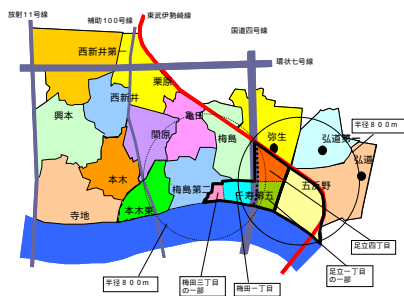 放射11号線
補助100号線
東武伊勢崎線
国道四号線
環状七号線
西新井第一
栗原
西新井
興本
亀田
関原
梅島
弥生
弘道第一
半径800m
弘道
本木
梅島第二
千寿第五
五反野
本木東
寺地
足立四丁目
半径800m
梅田三丁目
の一部
梅田一丁目
足立一丁目
の一部